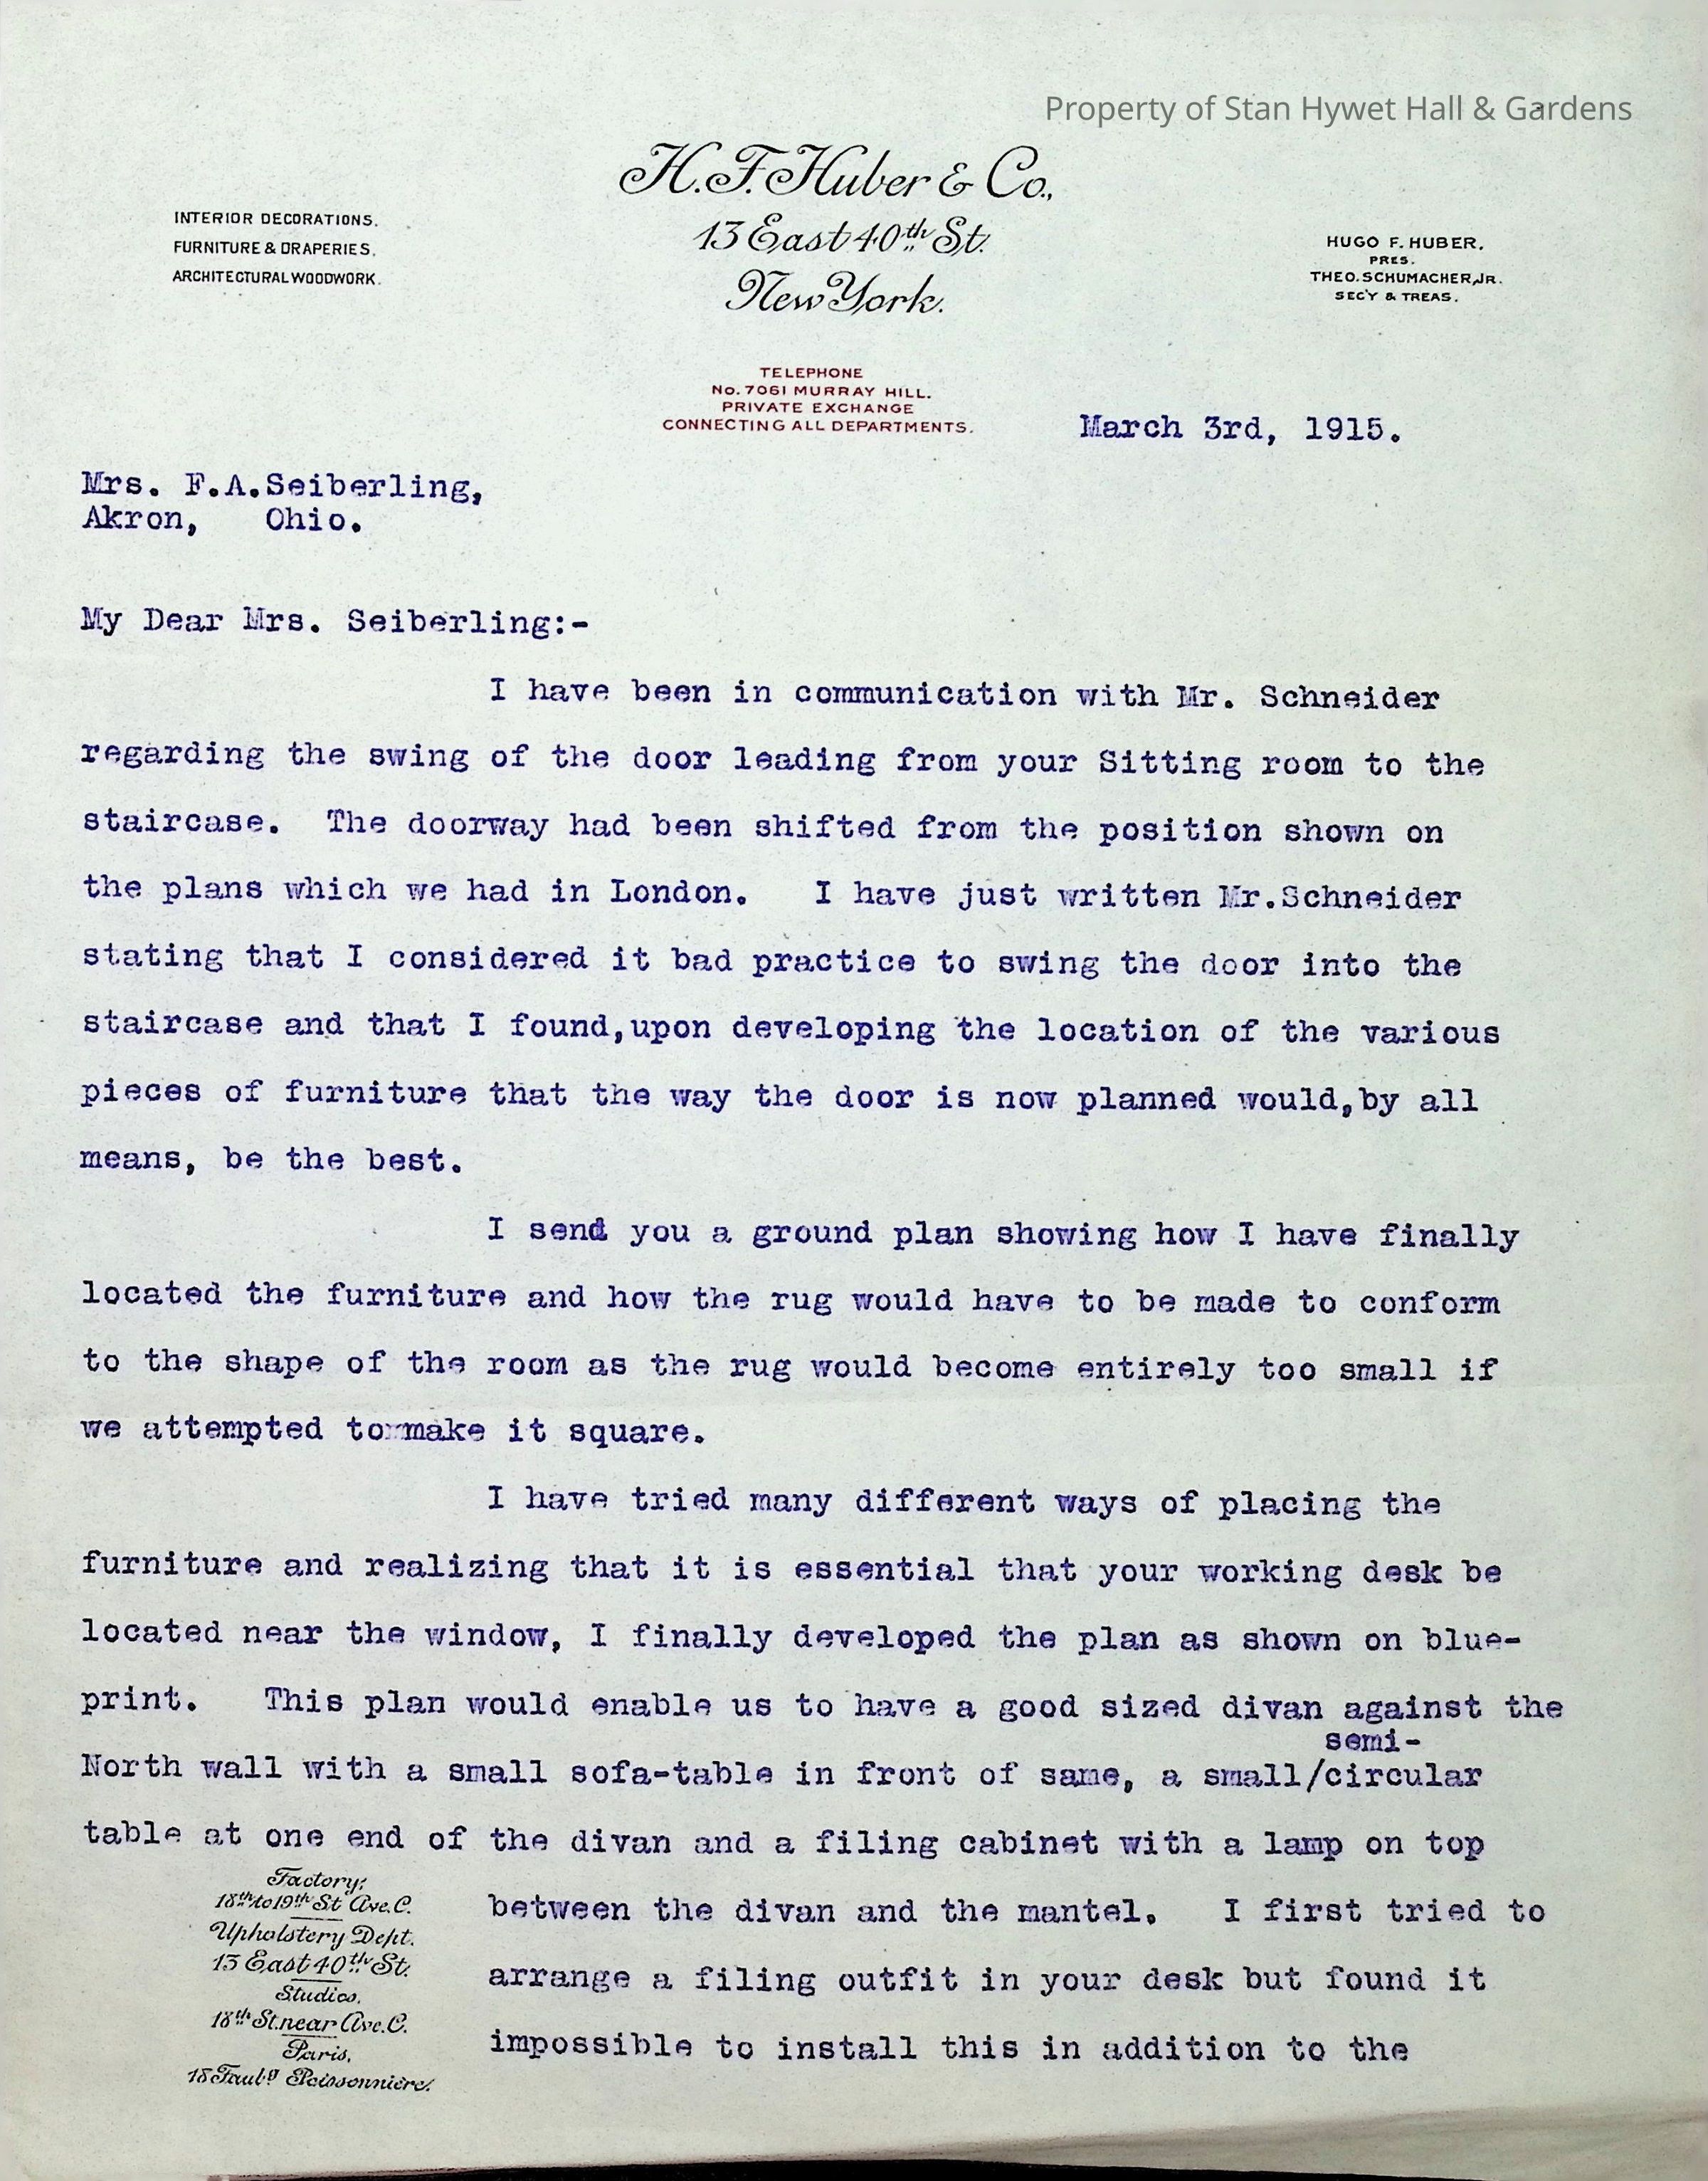 Property of Stan Hywet Hall & Gardens
H.F. Huber & Co.,
13 East 40th St.
New York.
INTERIOR DECORATIONS.
FURNITURE & DRAPERIES.
ARCHITECTURAL WOODWORK.
HUGO F. HUBER,
PRES.
THEO. SCHUMACHER, JR.
SEC'Y & TREAS.
TELEPHONE
No. 7061 MURRAY HILL.
PRIVATE EXCHANGE
CONNECTING ALL DEPARTMENTS.
March 3rd, 1915.
Mrs. F.A.Seiberling,
Akron, Ohio.
My Dear Mrs. Seiberling:-
I have been in communication with Mr. Schneider
regarding the swing of the door leading from your Sitting room to the
staircase. The doorway had been shifted from the position shown on
the plans which we had in London. I have just written Mr.Schneider
stating that I considered it bad practice to swing the door into the
staircase and that I found,upon developing the location of the various
pieces of furniture that the way the door is now planned would,by all
means, be the best.
I send you a ground plan showing how I have finally
located the furniture and how the rug would have to be made to conform
to the shape of the room as the rug would become entirely too small if
we attempted to make it square.
I have tried many different ways of placing the
furniture and realizing that it is essential that your working desk be
located near the window, I finally developed the plan as shown on blue-
print. This plan would enable us to have a good sized divan against the
semi-
North wall with a small sofa-table in front of same, a small/circular
table at one end of the divan and a filing cabinet with a lamp on top
between the divan and the mantel. I first tried to
arrange a filing outfit in your desk but found it
impossible to install this in addition to the
Factory:
18th to 19th St Ave. C.
Upholstery Dept.
13 East 40th St.
Studios,
18th St. near Ave. C.
Paris,
18 Faubg Poissonnière.